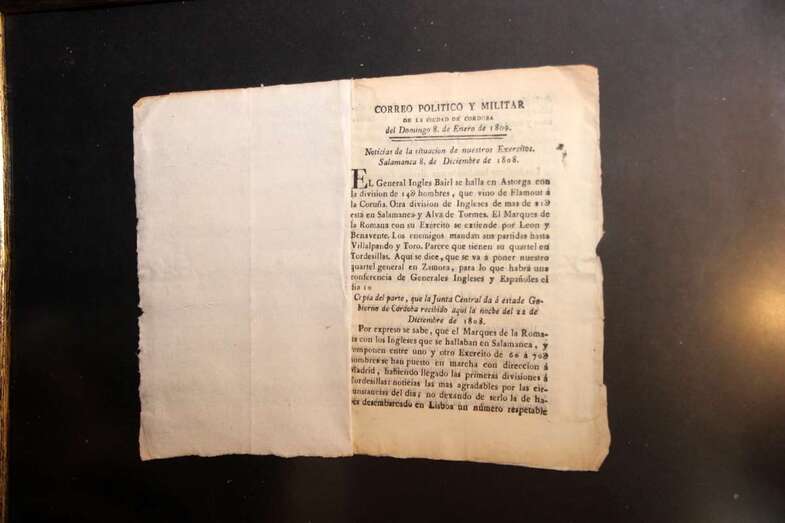 CORREO POLITICO Y MILITAR
DE LA CIUDAD DE CORDOBA
del Domingo 8. de Enero de 1809.
Noticias de la situacion de nuestros Exercitos.
Salamanca 8. de Diciembre de 1808.
EL General Ingles Bairl se halla en Astorga con
la division de 14� hombres, que vino de Flamout á
la Coruña. Otra division de Ingleses de mas de
está en Salamanca y Alva de Tormes. El Marques de
la Romana con su Exercito se extiende por Leon y
Benavente. Los enemigos mandan sus partidas hasta
Villalpando y Toro. Parere que tienen su quartel en
Tordesillas. Aqui se dice, que se va á poner nuestro
quartel general en Zamora, para lo que habrá una
conferencia de Generales Ingleses y Españoles el
dia 10
Copia del parte, que la Junta Central da á estade Go-
bierno de Córdoba recibido aqui la noche del 22 de
Diciembre de 1808.
Por expreso se sabe, que el Marques de la Roma-
na con los Ingleses que se hallaban en Salamanca, y
componen entre uno y otro Exercito de 60 á
hombres se han puesto en marcha con direccion á
Madrid, habiendo llegado las primeras divisiones á
Tordesillas: noticias las mas agradables por las cir-
cunstancias del dia; no dexando de serlo la de ha-
ber desembarcado en Lisboa un número respetable